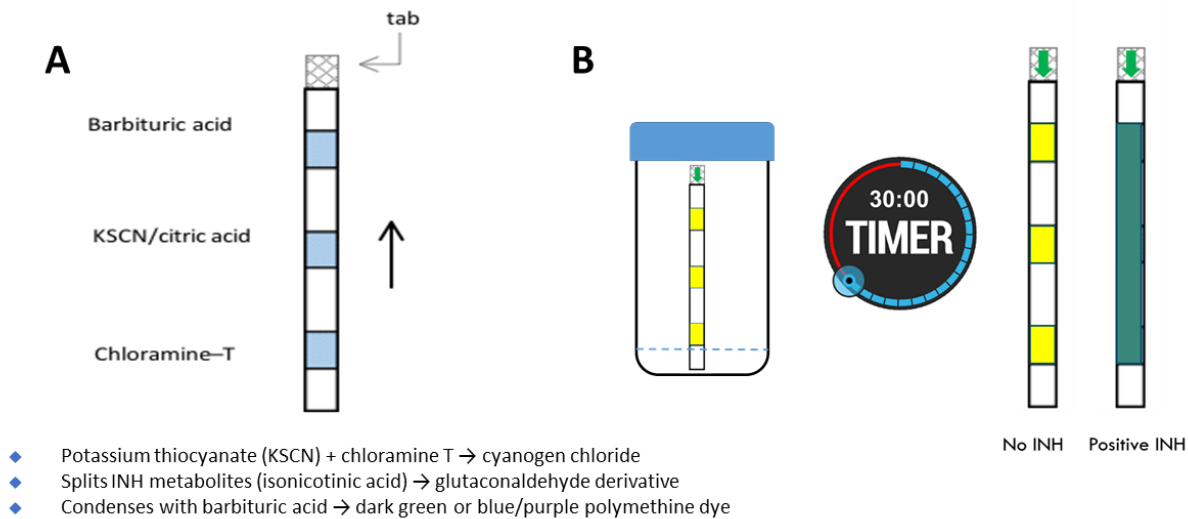 tab
A
Barbituric acid
KSCN/citric acid
Chloramine–T
B
30:00
TIMER
No INH
Positive INH
Potassium thiocyanate (KSCN) + chloramine T → cyanogen chloride
Splits INH metabolites (isonicotinic acid) → glutaconaldehyde derivative
Condenses with barbituric acid → dark green or blue/purple polymethine dye